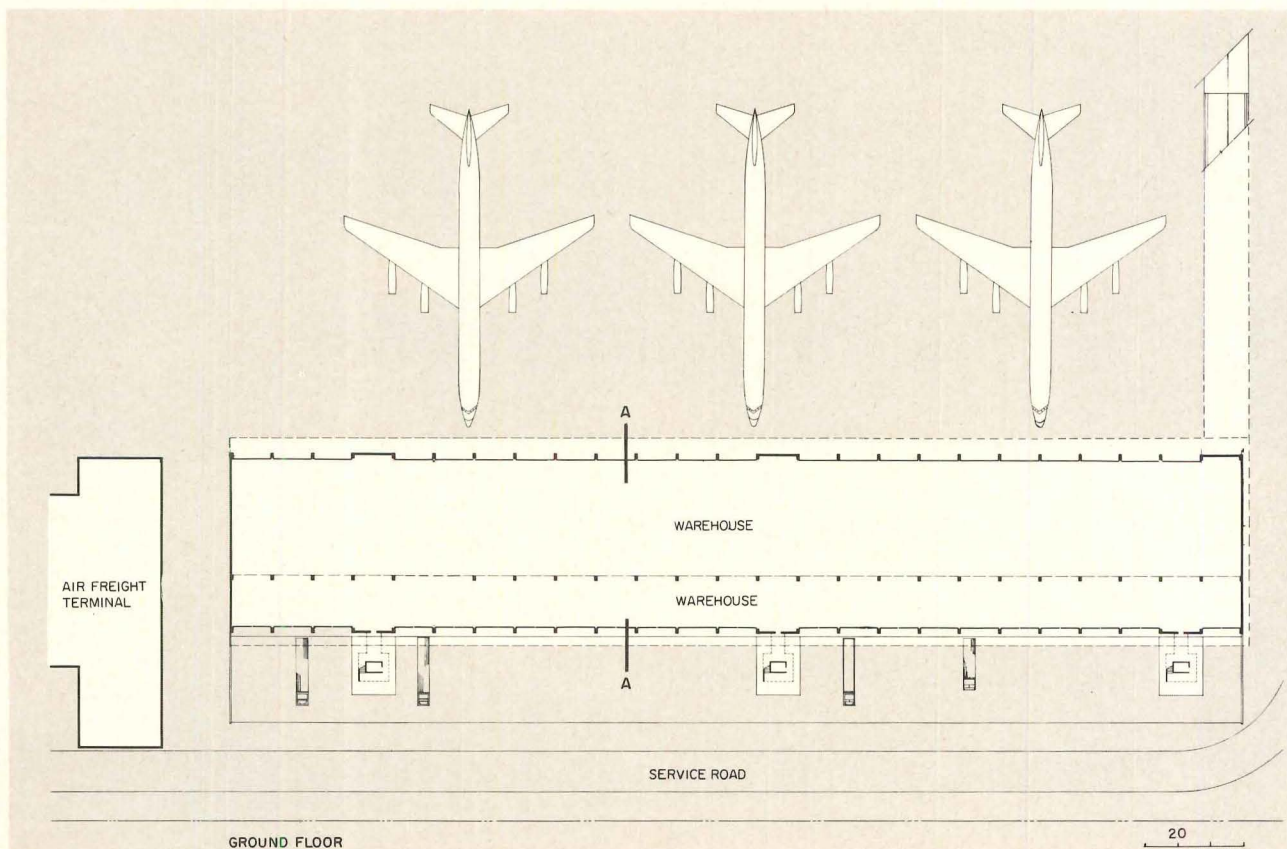 A
WAREHOUSE
AIR FREIGHT
TERMINAL
WAREHOUSE
A
SERVICE ROAD
GROUND FLOOR
20